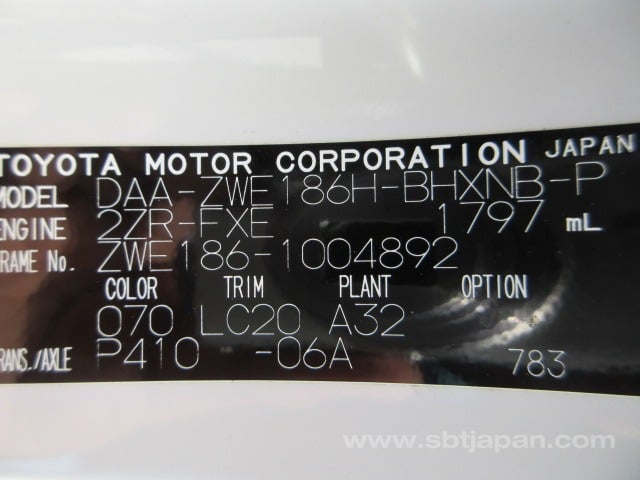 TOYOTA MOTOR CORPORATION JAPAN
MODEL DAA-ZWE186H-BHXNB-P
ENGINE 2ZR-FXE 1797 mL
FRAME No. ZWE186-1004892
COLOR TRIM PLANT OPTION
070 LC20 A32
TRANS./AXLE P410 -06A 783
www.sbtjapan.com